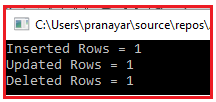 C:\Users\pranayar\source\repos\
Inserted Rows = 1
Updated Rows = 1
Deleted Rows = 1